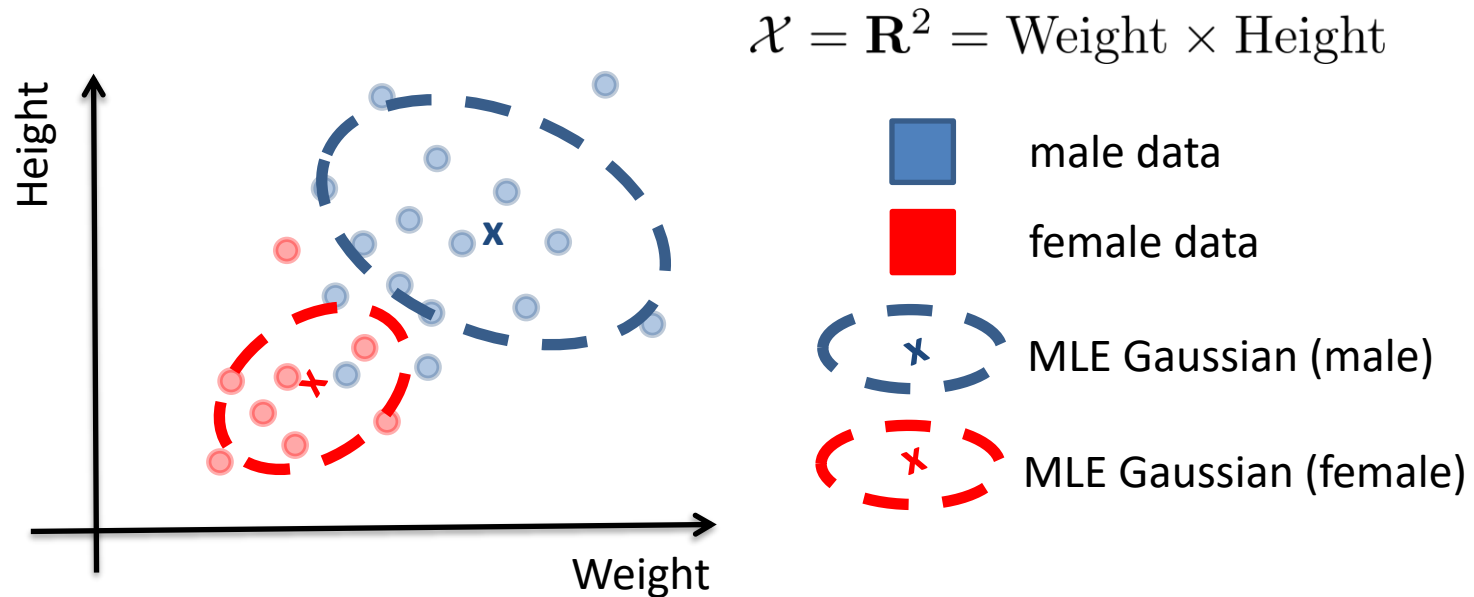 𝒳 = R² = Weight × Height
Height
male data
female data
x
x
x
MLE Gaussian (male)
x
MLE Gaussian (female)
Weight